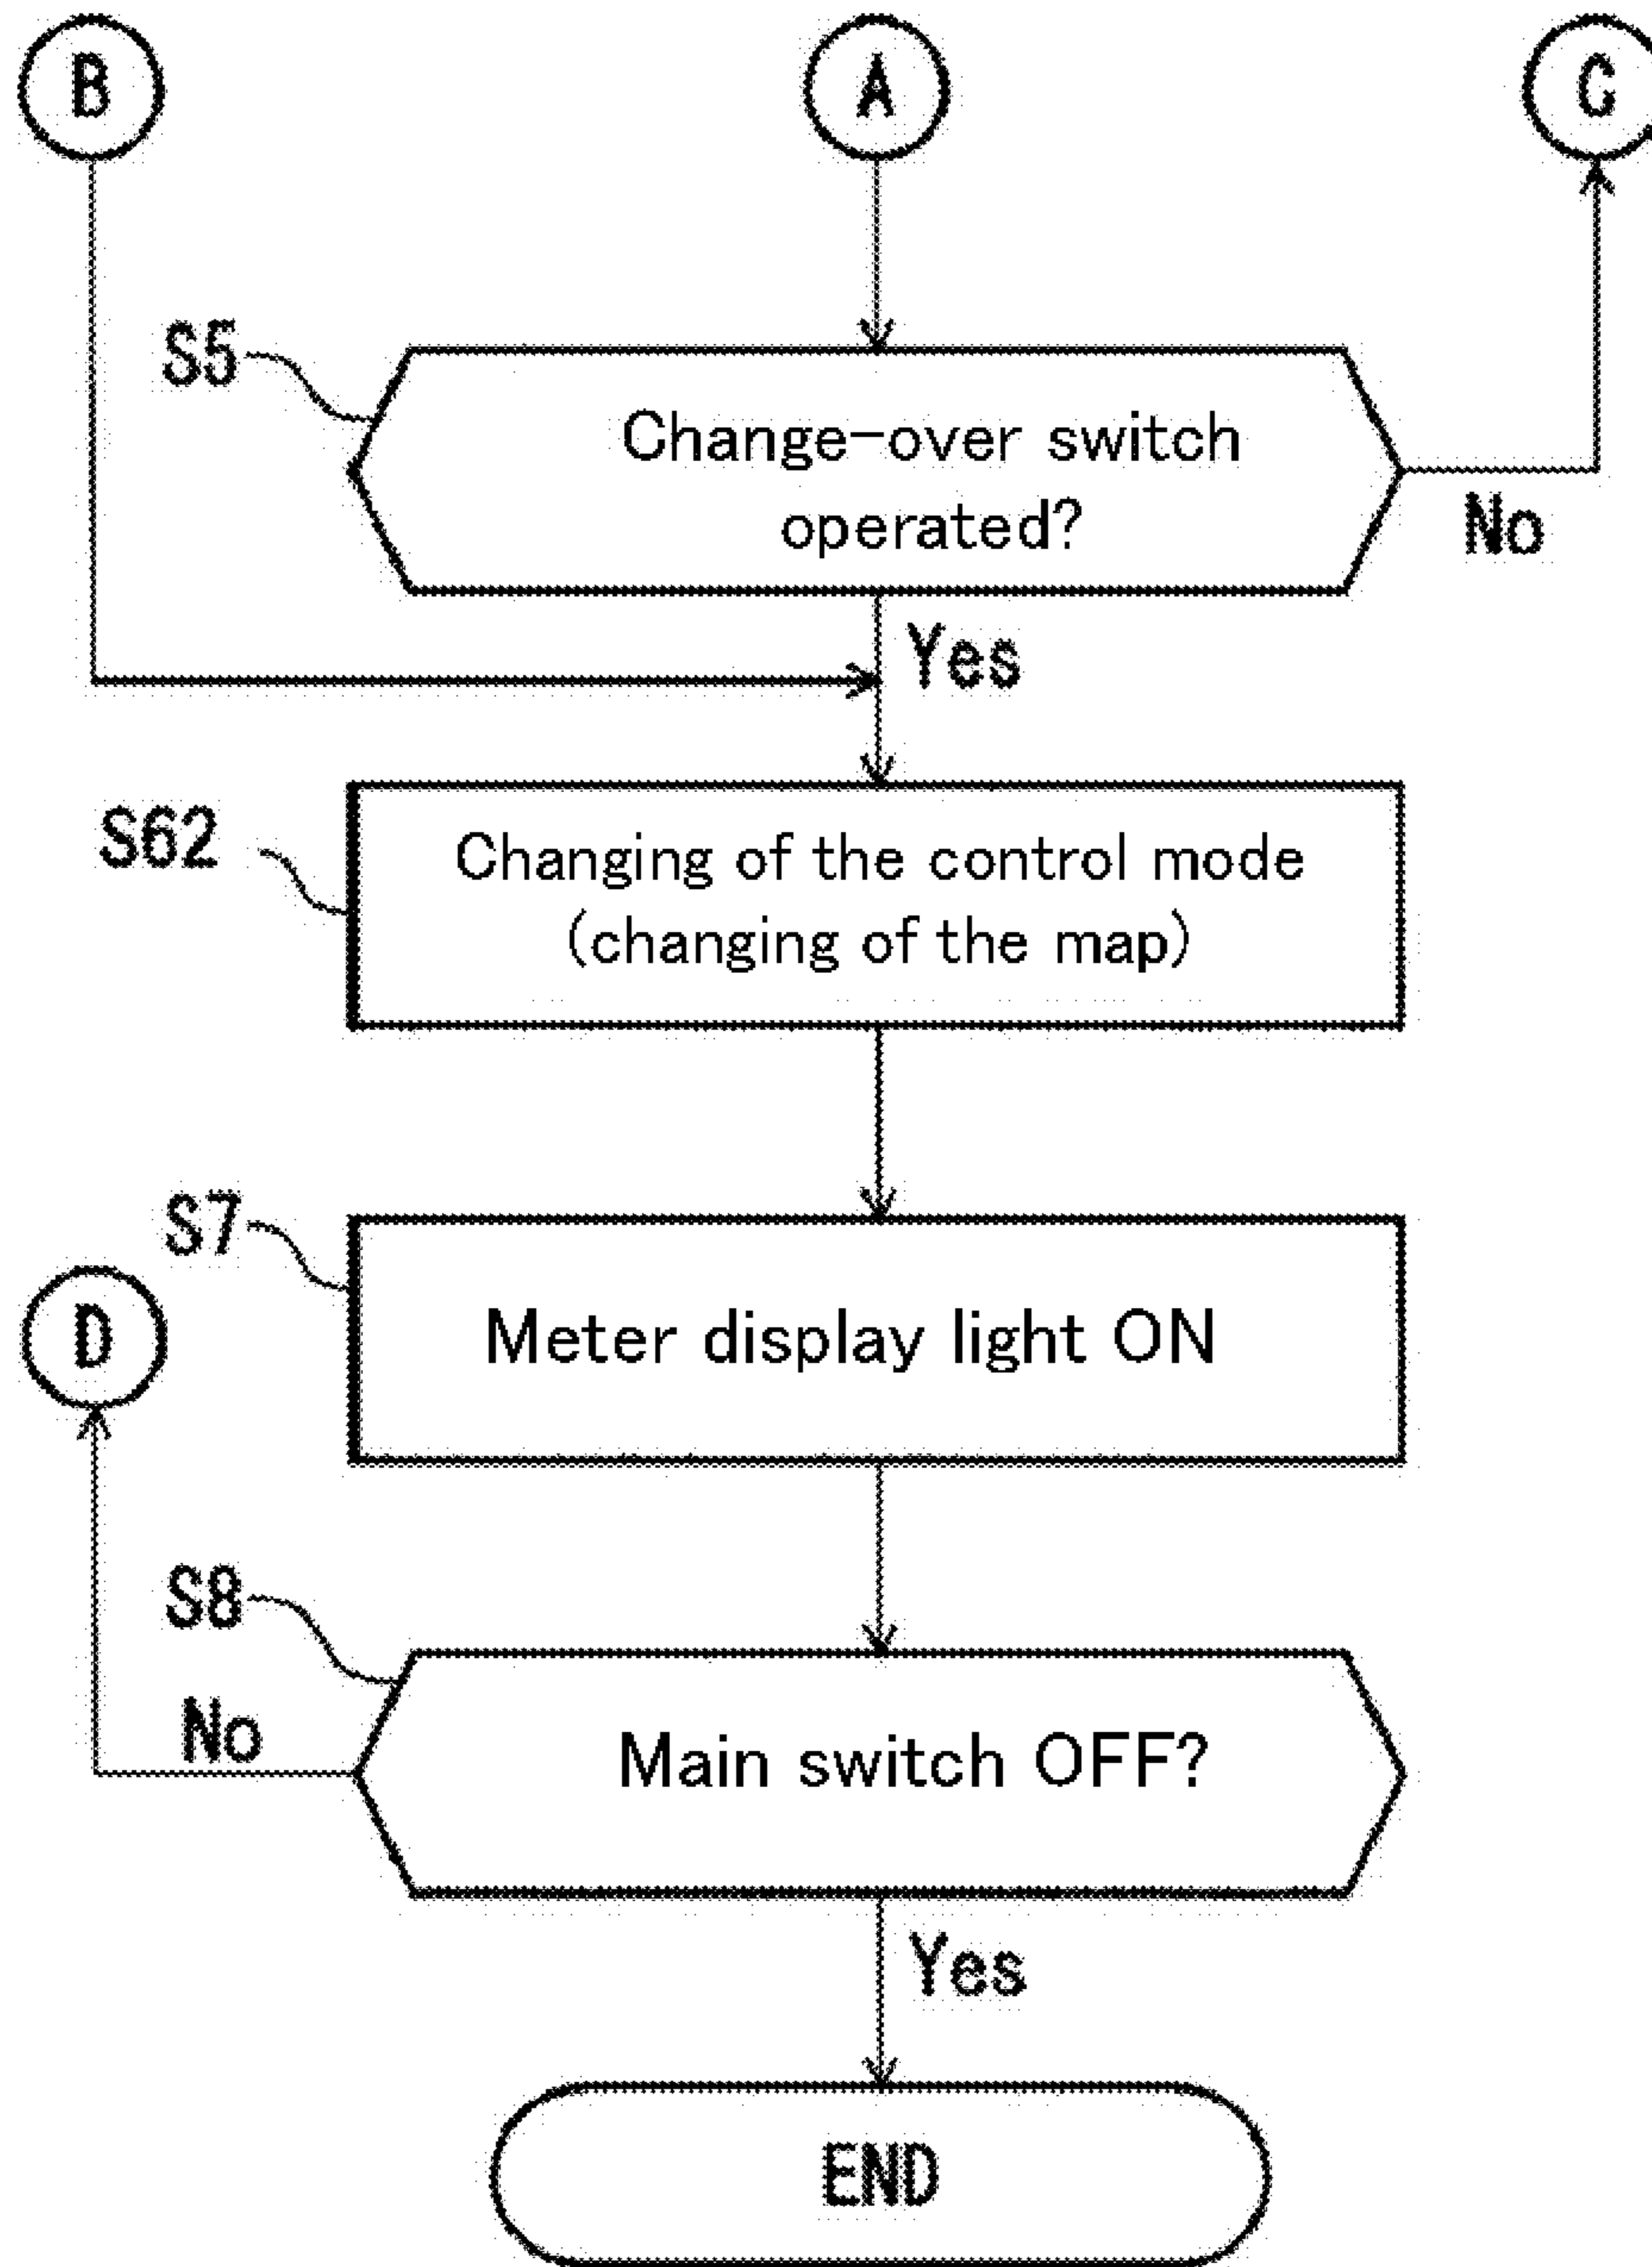 B
A
C
S5
Change-over switch
operated?
No
Yes
S62
Changing of the control mode
(changing of the map)
S7
Meter display light ON
D
S8
No
Main switch OFF?
Yes
END